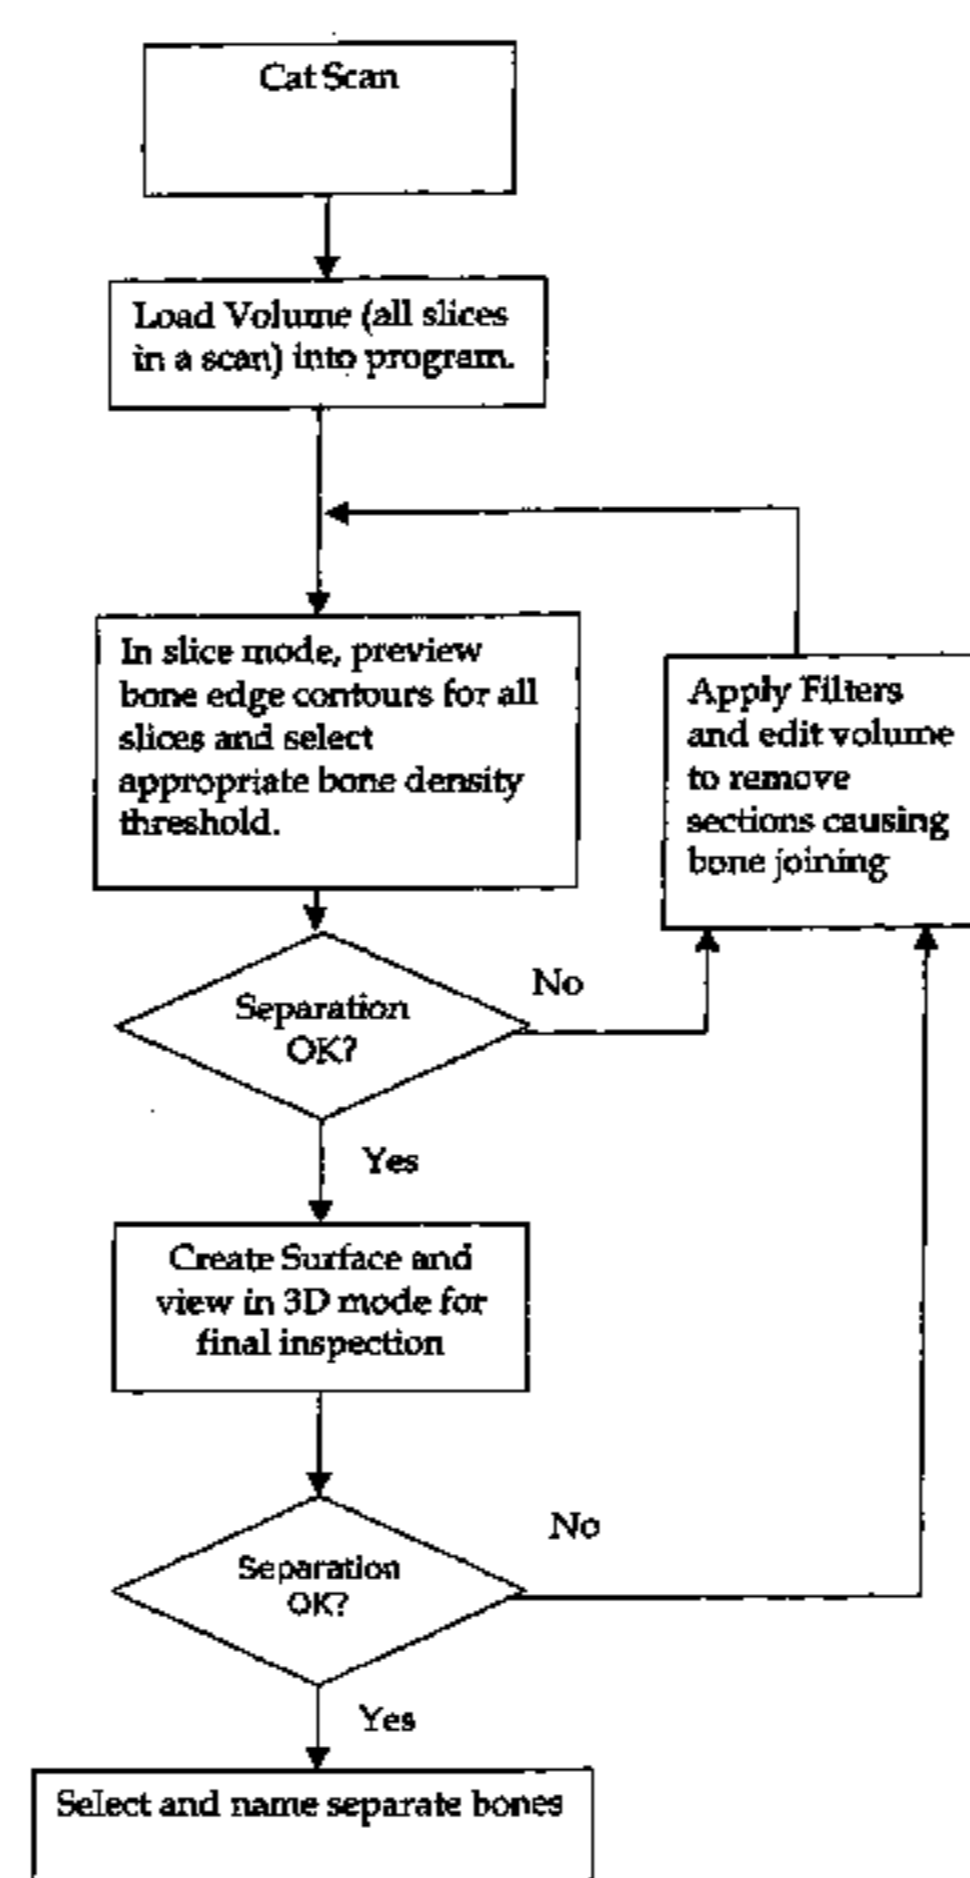 Cat Scan
Load Volume (all slices
in a scan) into program.
In slice mode, preview
bone edge contours for all
slices and select
appropriate bone density
threshold.
Apply Filters
and edit volume
to remove
sections causing
bone joining
Separation
OK?
No
Yes
Create Surface and
view in 3D mode for
final inspection
Separation
OK?
No
Yes
Select and name separate bones